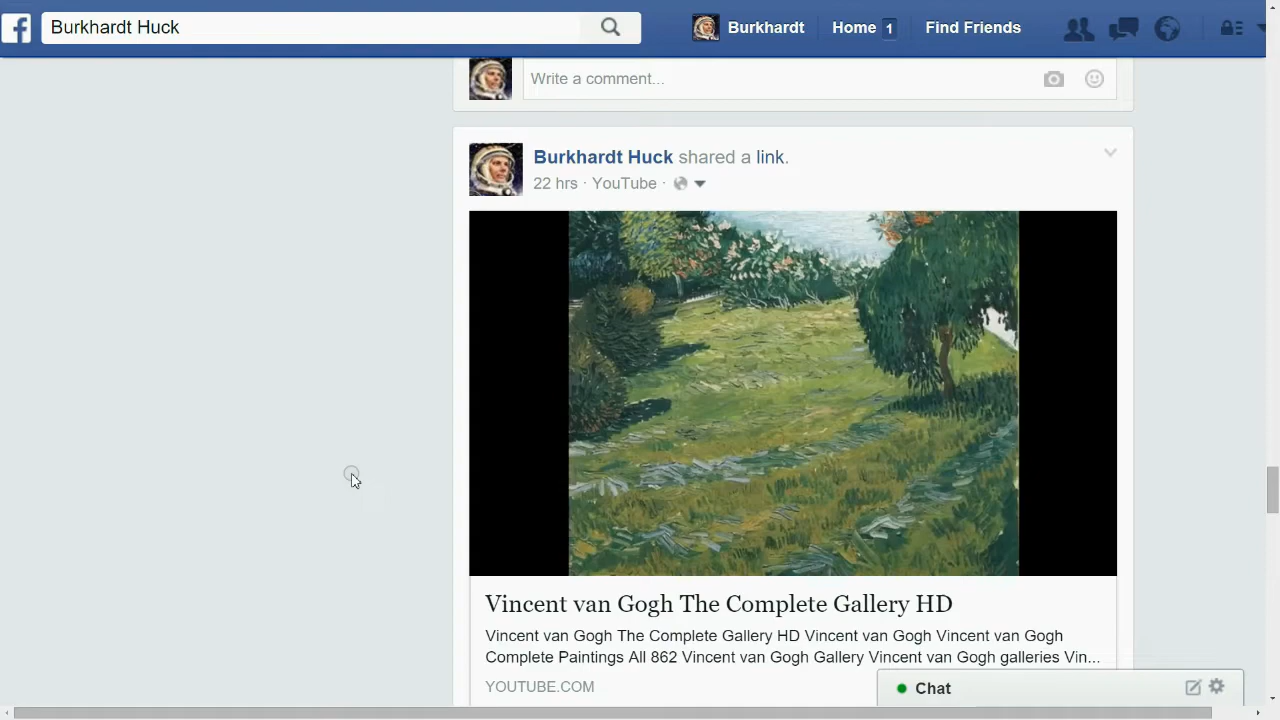 Burkhardt Huck
Burkhardt
Home 1
Find Friends
Write a comment...
Burkhardt Huck shared a link.
22 hrs · YouTube ·
Vincent van Gogh The Complete Gallery HD
Vincent van Gogh The Complete Gallery HD Vincent van Gogh Vincent van Gogh
Complete Paintings All 862 Vincent van Gogh Gallery Vincent van Gogh galleries Vin...
YOUTUBE.COM
Chat